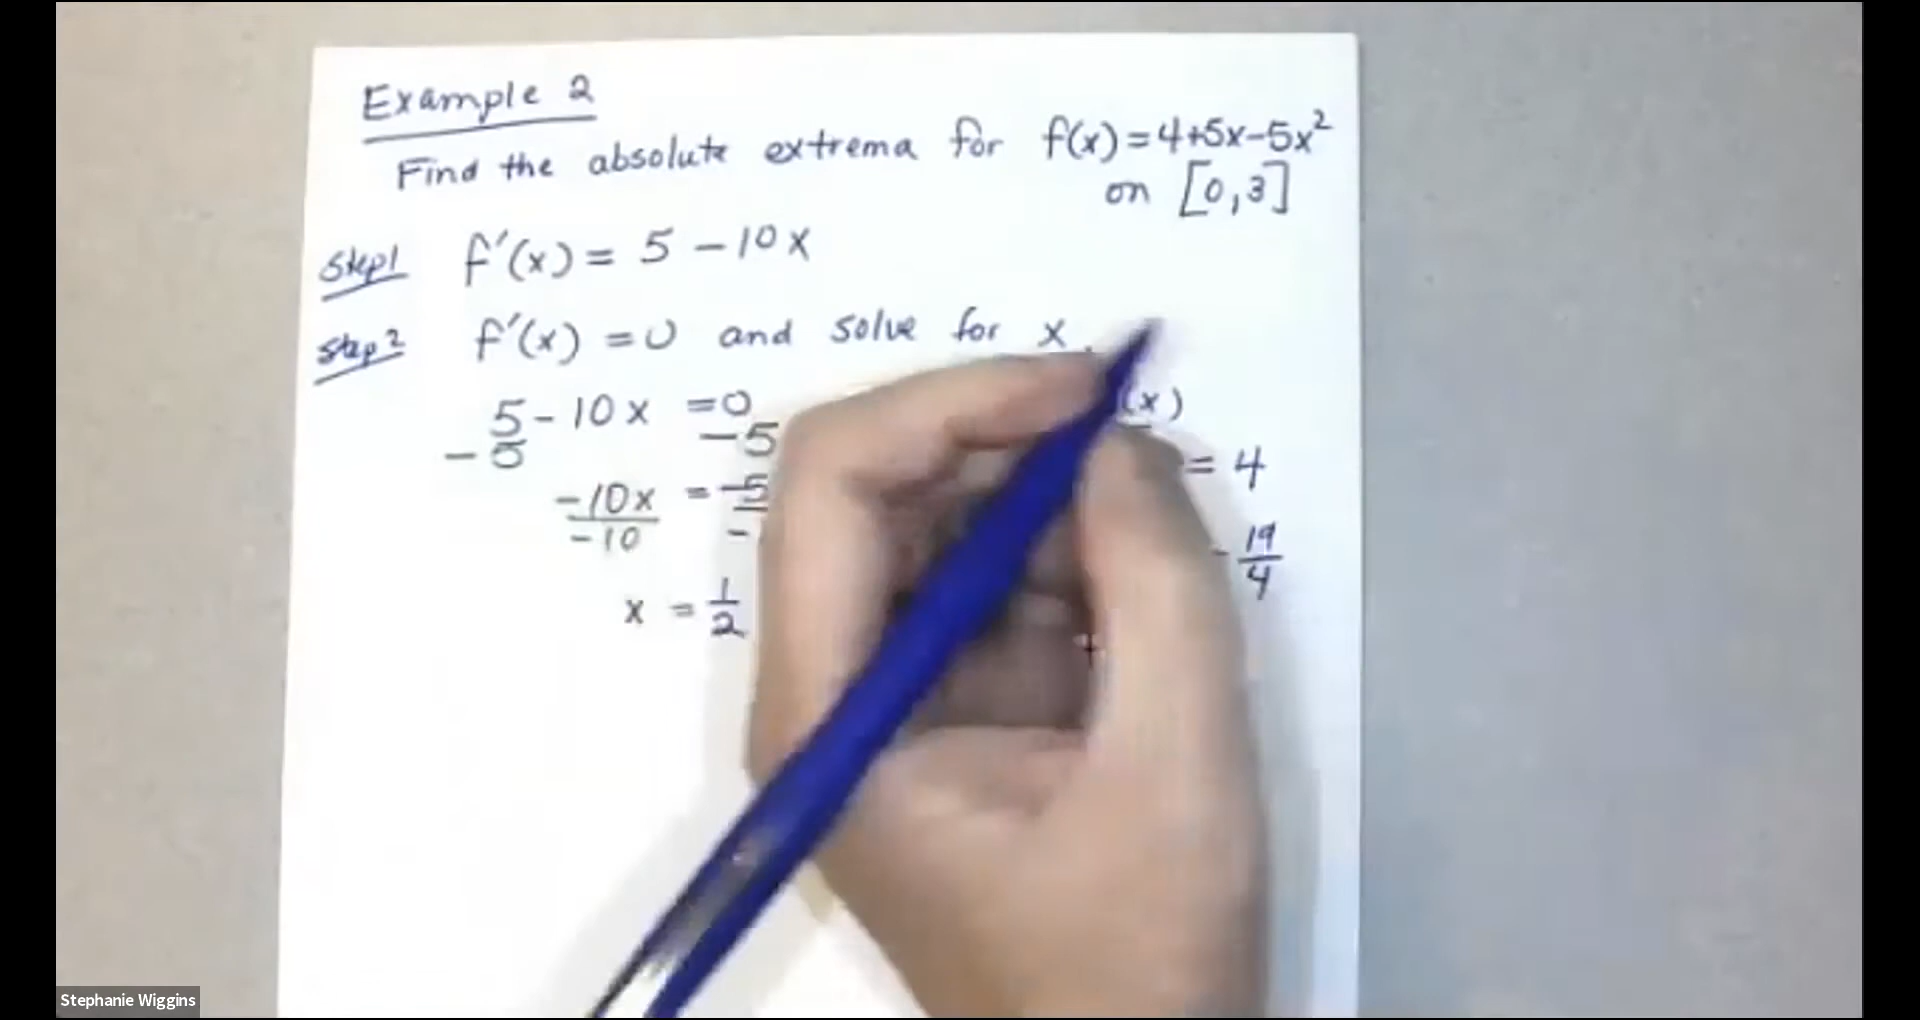 Example 2
Find the absolute extrema for f(x)=4+5x-5x²
on [0,3]
Step1 f'(x) = 5 - 10x
Step2 f'(x) = 0 and solve for x.
5 - 10x = 0
-5 -5
-10x = -5
-10 -
x = 1/2
(x)
= 4
19/4
+
Stephanie Wiggins